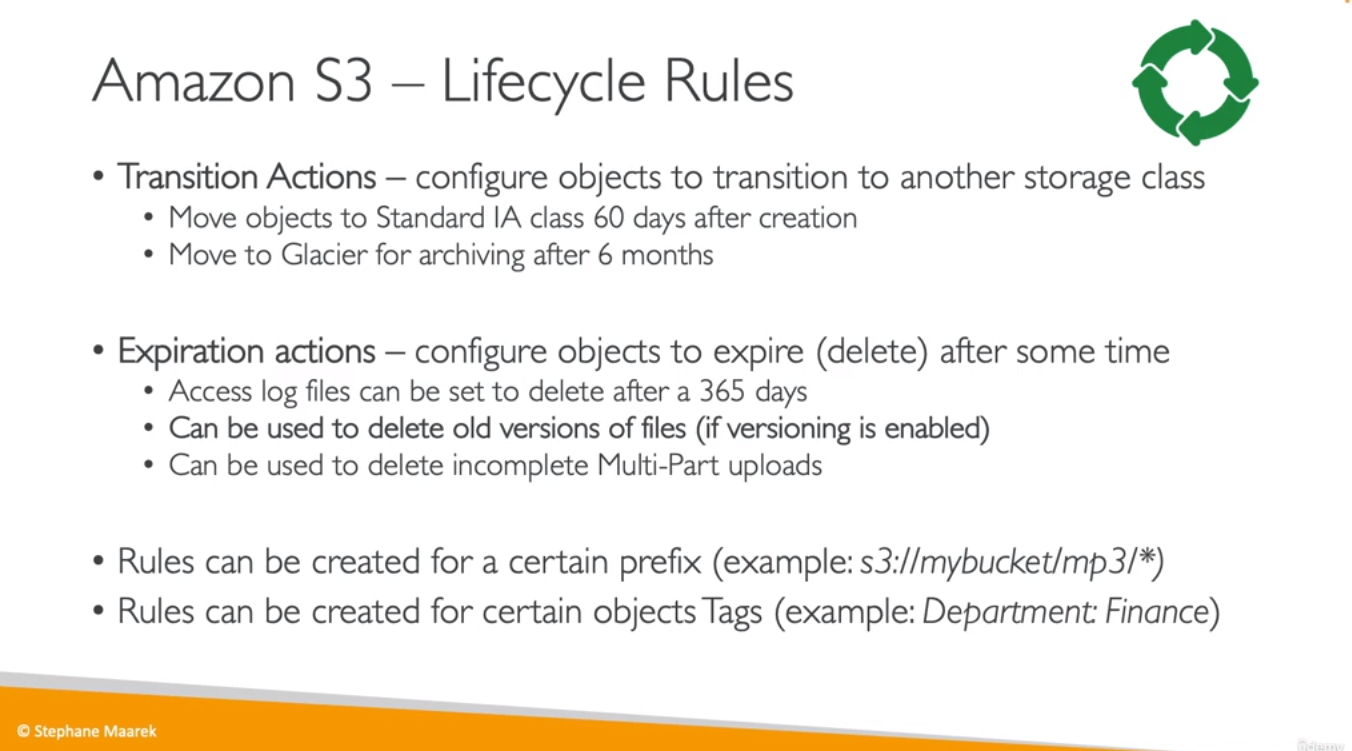 Amazon S3 – Lifecycle Rules
• Transition Actions – configure objects to transition to another storage class
• Move objects to Standard IA class 60 days after creation
• Move to Glacier for archiving after 6 months
• Expiration actions – configure objects to expire (delete) after some time
• Access log files can be set to delete after a 365 days
• Can be used to delete old versions of files (if versioning is enabled)
• Can be used to delete incomplete Multi-Part uploads
• Rules can be created for a certain prefix (example: s3://mybucket/mp3/*)
• Rules can be created for certain objects Tags (example: Department: Finance)
© Stephane Maarek